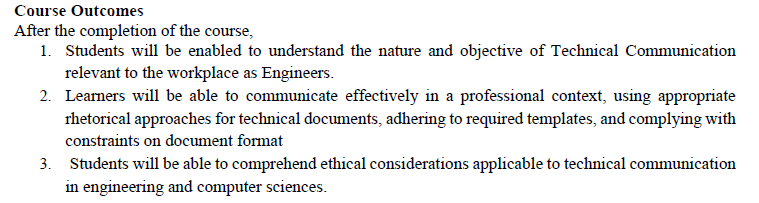 Course Outcomes
After the completion of the course,
1. Students will be enabled to understand the nature and objective of Technical Communication
relevant to the workplace as Engineers.
2. Learners will be able to communicate effectively in a professional context, using appropriate
rhetorical approaches for technical documents, adhering to required templates, and complying with
constraints on document format
3. Students will be able to comprehend ethical considerations applicable to technical communication
in engineering and computer sciences.